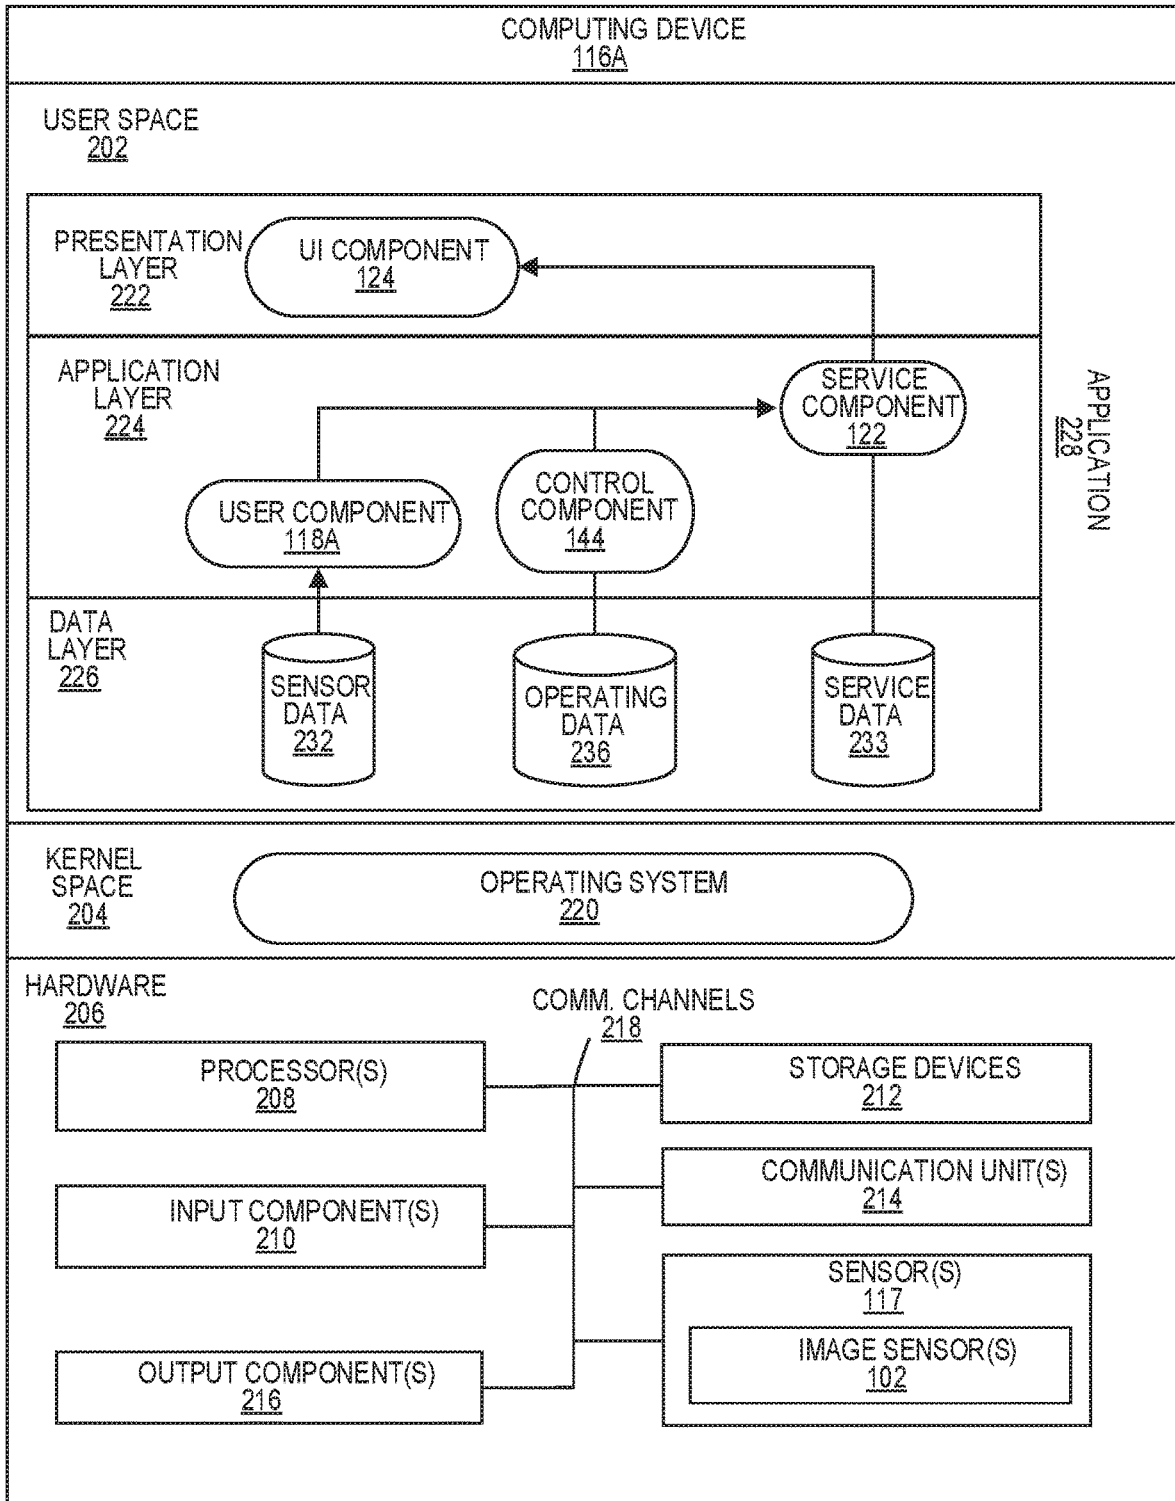 COMPUTING DEVICE
116A
USER SPACE
202
PRESENTATION
LAYER
222
UI COMPONENT
124
APPLICATION
LAYER
224
SERVICE
COMPONENT
122
USER COMPONENT
118A
CONTROL
COMPONENT
144
APPLICATION
228
DATA
LAYER
226
SENSOR
DATA
232
OPERATING
DATA
236
SERVICE
DATA
233
KERNEL
SPACE
204
OPERATING SYSTEM
220
HARDWARE
206
COMM. CHANNELS
218
PROCESSOR(S)
208
STORAGE DEVICES
212
COMMUNICATION UNIT(S)
214
INPUT COMPONENT(S)
210
SENSOR(S)
117
IMAGE SENSOR(S)
102
OUTPUT COMPONENT(S)
216